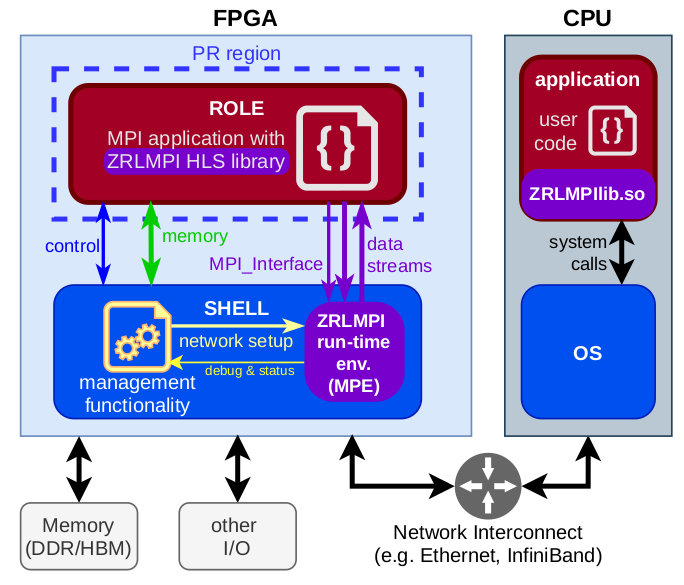 FPGA
CPU
PR region
ROLE
MPI application with
ZRLMPI HLS library
{}
application
user
code
{}
ZRLMPIlib.so
control
memory
MPI_Interface
data
streams
system
calls
SHELL
network setup
debug & status
management
functionality
ZRLMPI
run-time
env.
(MPE)
OS
Memory
(DDR/HBM)
other
I/O
Network Interconnect
(e.g. Ethernet, InfiniBand)